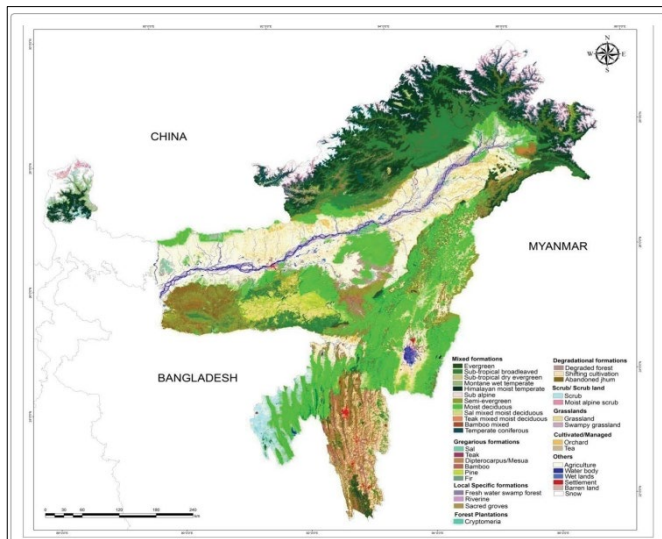 N
W E
S
CHINA
MYANMAR
BANGLADESH
Mixed formations
Evergreen
Sub-tropical broadleaved
Sub-tropical dry evergreen
Montane wet temperate
Himalayan moist temperate
Sub alpine
Semi-evergreen
Moist deciduous
Sal mixed moist deciduous
Teak mixed moist deciduous
Bamboo mixed
Temperate coniferous
Gregarious formations
Sal
Teak
Dipterocarpus/Mesua
Bamboo
Pine
Fir
Local Specific formations
Fresh water swamp forest
Riverine
Sacred groves
Forest Plantations
Cryptomeria
Degradational formations
Degraded forest
Shifting cultivation
Abandoned jhum
Scrub/ Scrub land
Scrub
Moist alpine scrub
Grasslands
Grassland
Swampy grassland
Cultivated/Managed
Orchard
Tea
Others
Agriculture
Water body
Wet lands
Settlement
Barren land
Snow